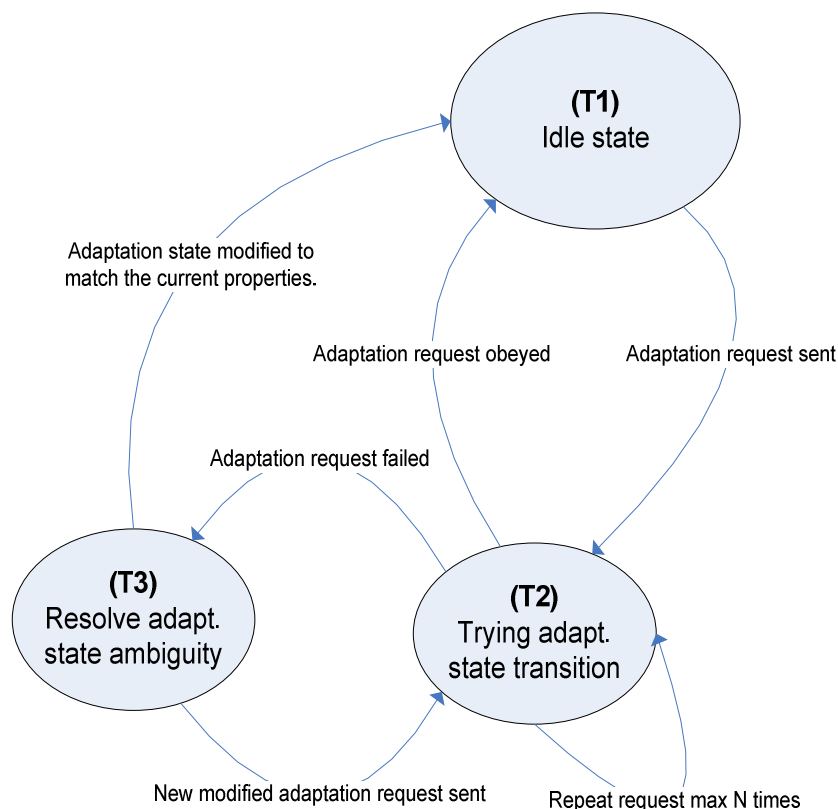 (T1)
Idle state
Adaptation state modified to
match the current properties.
Adaptation request obeyed
Adaptation request sent
Adaptation request failed
(T3)
Resolve adapt.
state ambiguity
(T2)
Trying adapt.
state transition
New modified adaptation request sent
Repeat request max N times